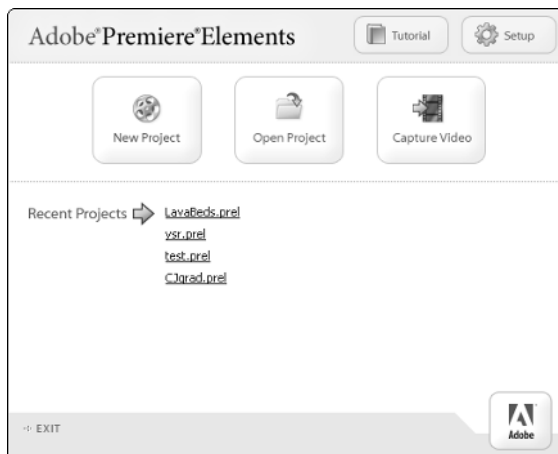 Adobe®Premiere®Elements
Tutorial
Setup
New Project
Open Project
Capture Video
Recent Projects
LavaBeds.prel
ysr.prel
test.prel
CJgrad.prel
EXIT
Adobe